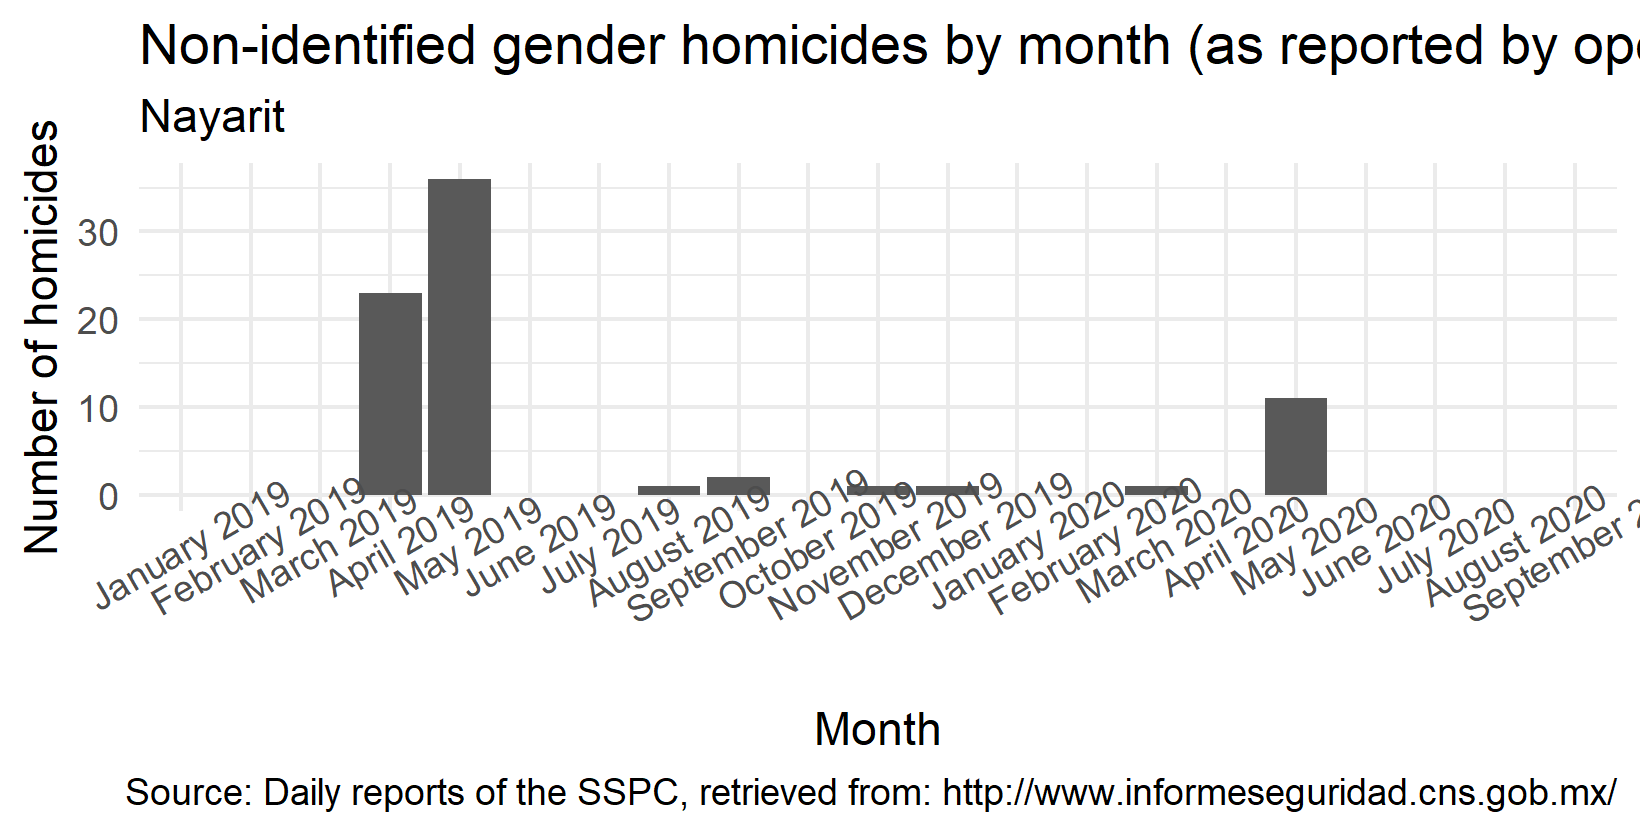 Non-identified gender homicides by month (as reported by op
Nayarit
Number of homicides
30
20
10
0
January 2019
February 2019
March 2019
April 2019
May 2019
June 2019
July 2019
August 2019
September 2019
October 2019
November 2019
December 2019
January 2020
February 2020
March 2020
April 2020
May 2020
June 2020
July 2020
August 2020
September 2
Month
Source: Daily reports of the SSPC, retrieved from: http://www.informeseguridad.cns.gob.mx/